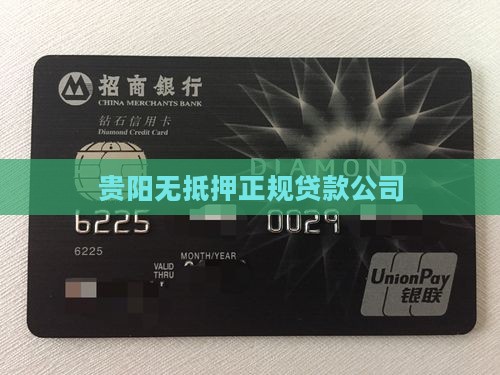 招商銀行
CHINA MERCHANTS BANK
钻石信用卡
Diamond Credit Card
DIAMOND
贵阳无抵押正规贷款公司
6225 0029
6225
MONTH/YEAR
VALID
THRU
UnionPay
银联